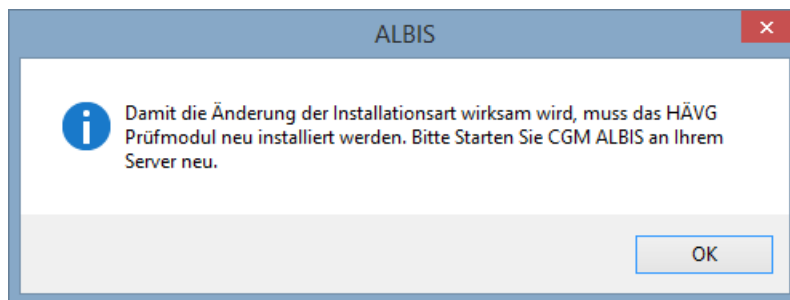 ALBIS
Damit die Änderung der Installationsart wirksam wird, muss das HÄVG
Prüfmodul neu installiert werden. Bitte Starten Sie CGM ALBIS an Ihrem
Server neu.
OK